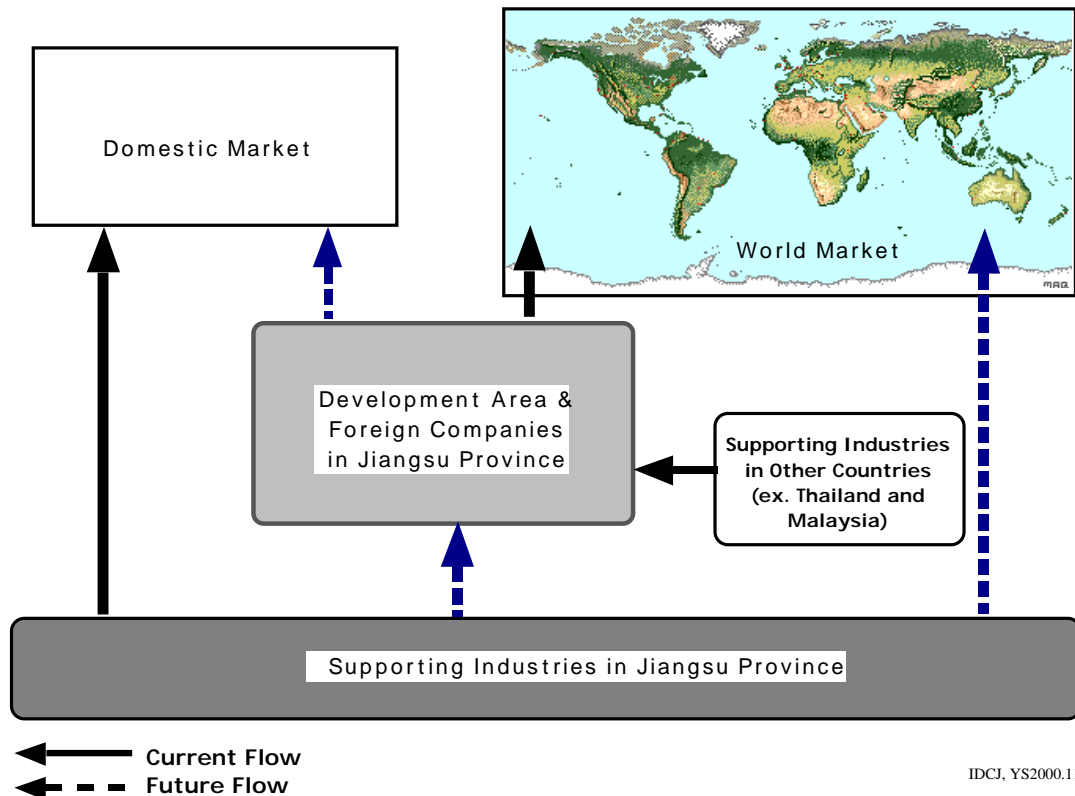 Domestic Market
World Market
MAQ
Development Area &
Foreign Companies
in Jiangsu Province
Supporting Industries
in Other Countries
(ex. Thailand and
Malaysia)
Supporting Industries in Jiangsu Province
Current Flow
Future Flow
IDCJ, YS2000.1